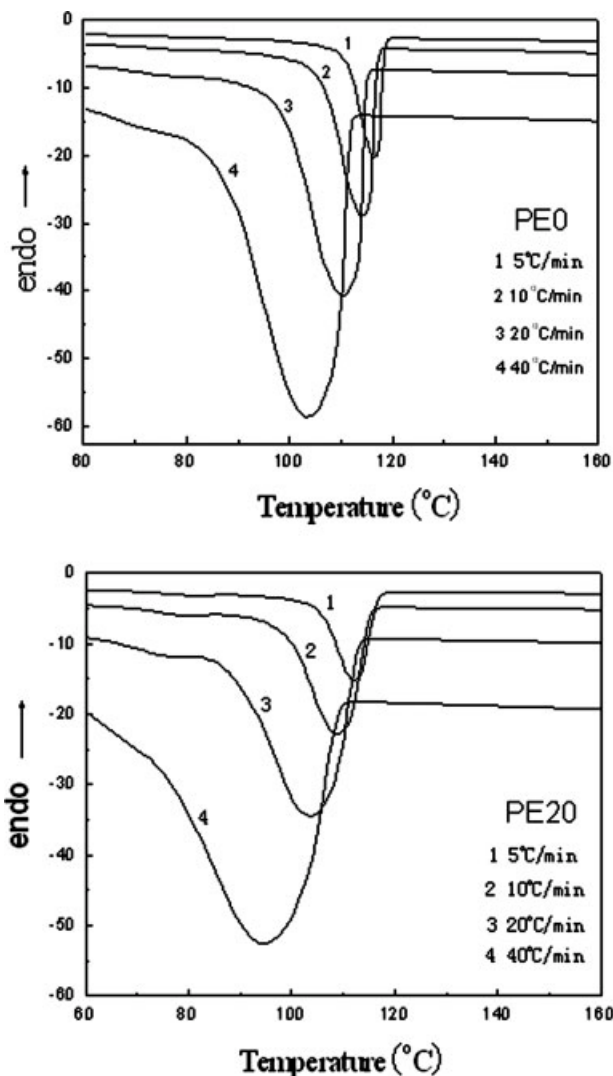 0
-10
-20
-30
-40
-50
-60
endo →
1
2
3
4
PE0
1 5℃/min
2 10°C/min
3 20°C/min
4 40°C/min
60 80 100 120 140 160
Temperature (°C)
0
-10
-20
-30
-40
-50
-60
endo →
1
2
3
4
PE20
1 5℃/min
2 10℃/min
3 20℃/min
4 40℃/min
60 80 100 120 140 160
Temperature (°C)